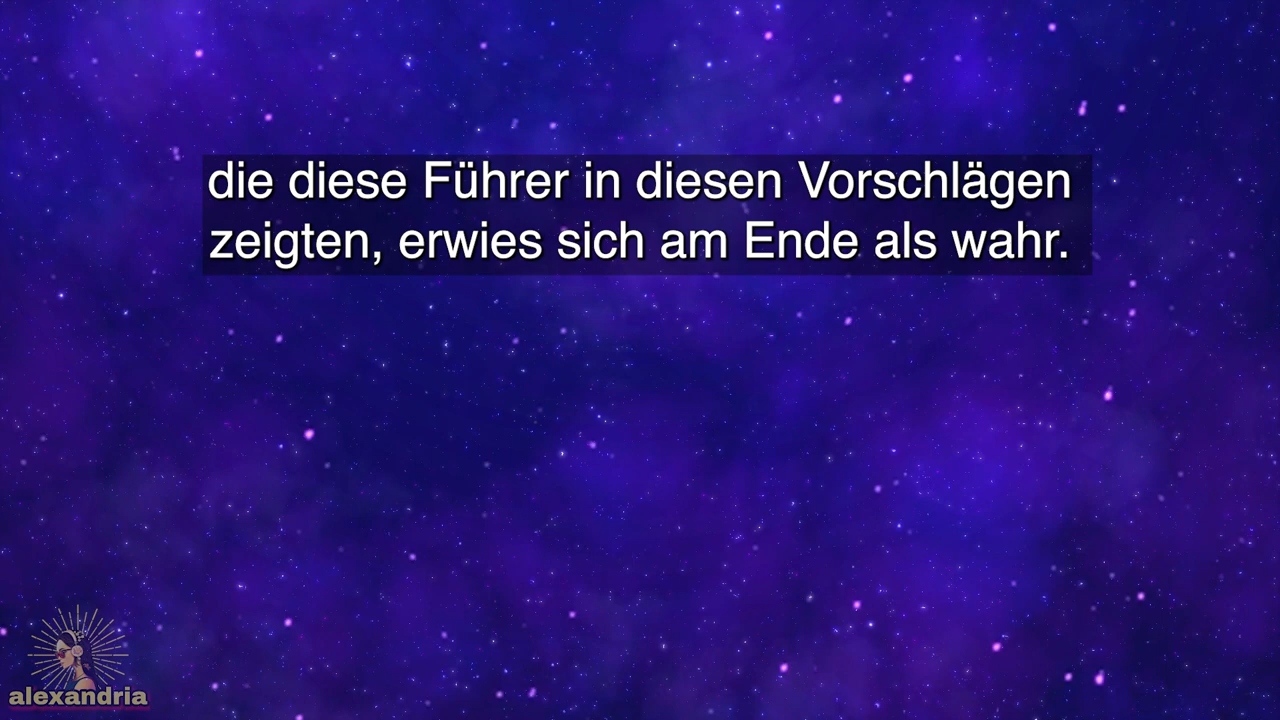 die diese Führer in diesen Vorschlägen
zeigten, erwies sich am Ende als wahr.
alexandria